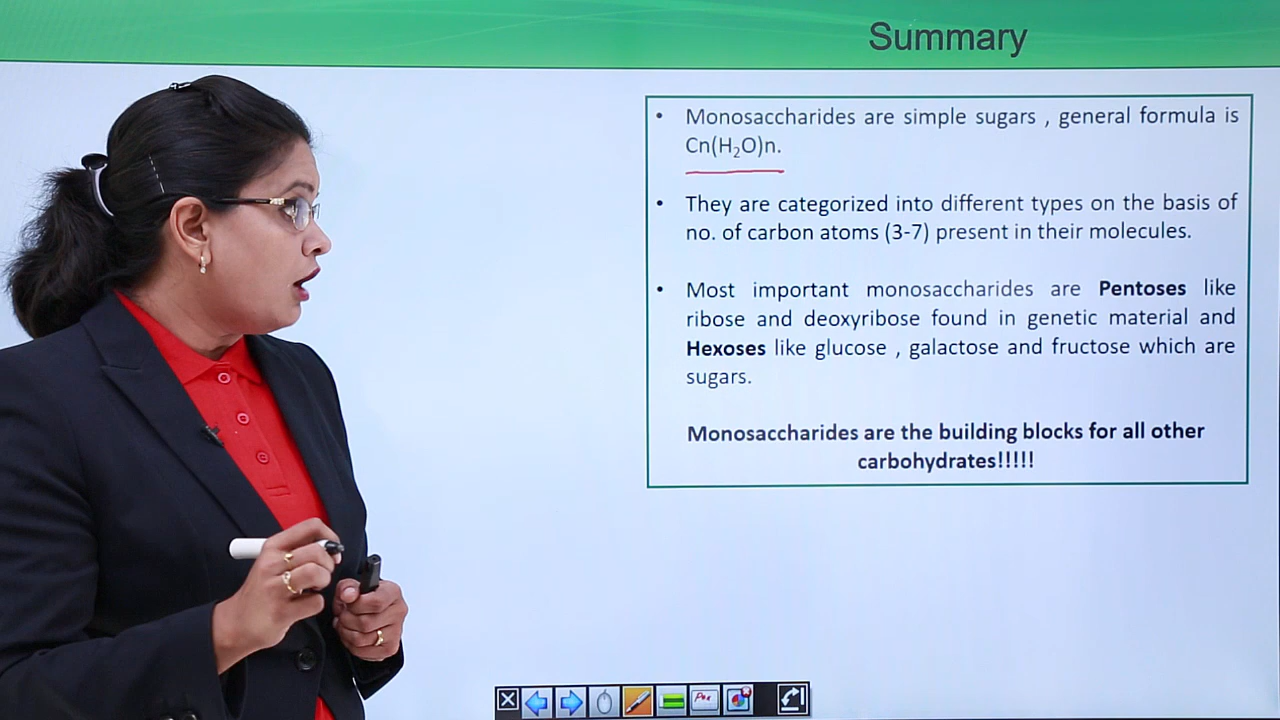 Summary
• Monosaccharides are simple sugars , general formula is
Cn(H₂O)n.
• They are categorized into different types on the basis of
no. of carbon atoms (3-7) present in their molecules.
• Most important monosaccharides are Pentoses like
ribose and deoxyribose found in genetic material and
Hexoses like glucose , galactose and fructose which are
sugars.
Monosaccharides are the building blocks for all other
carbohydrates!!!!!